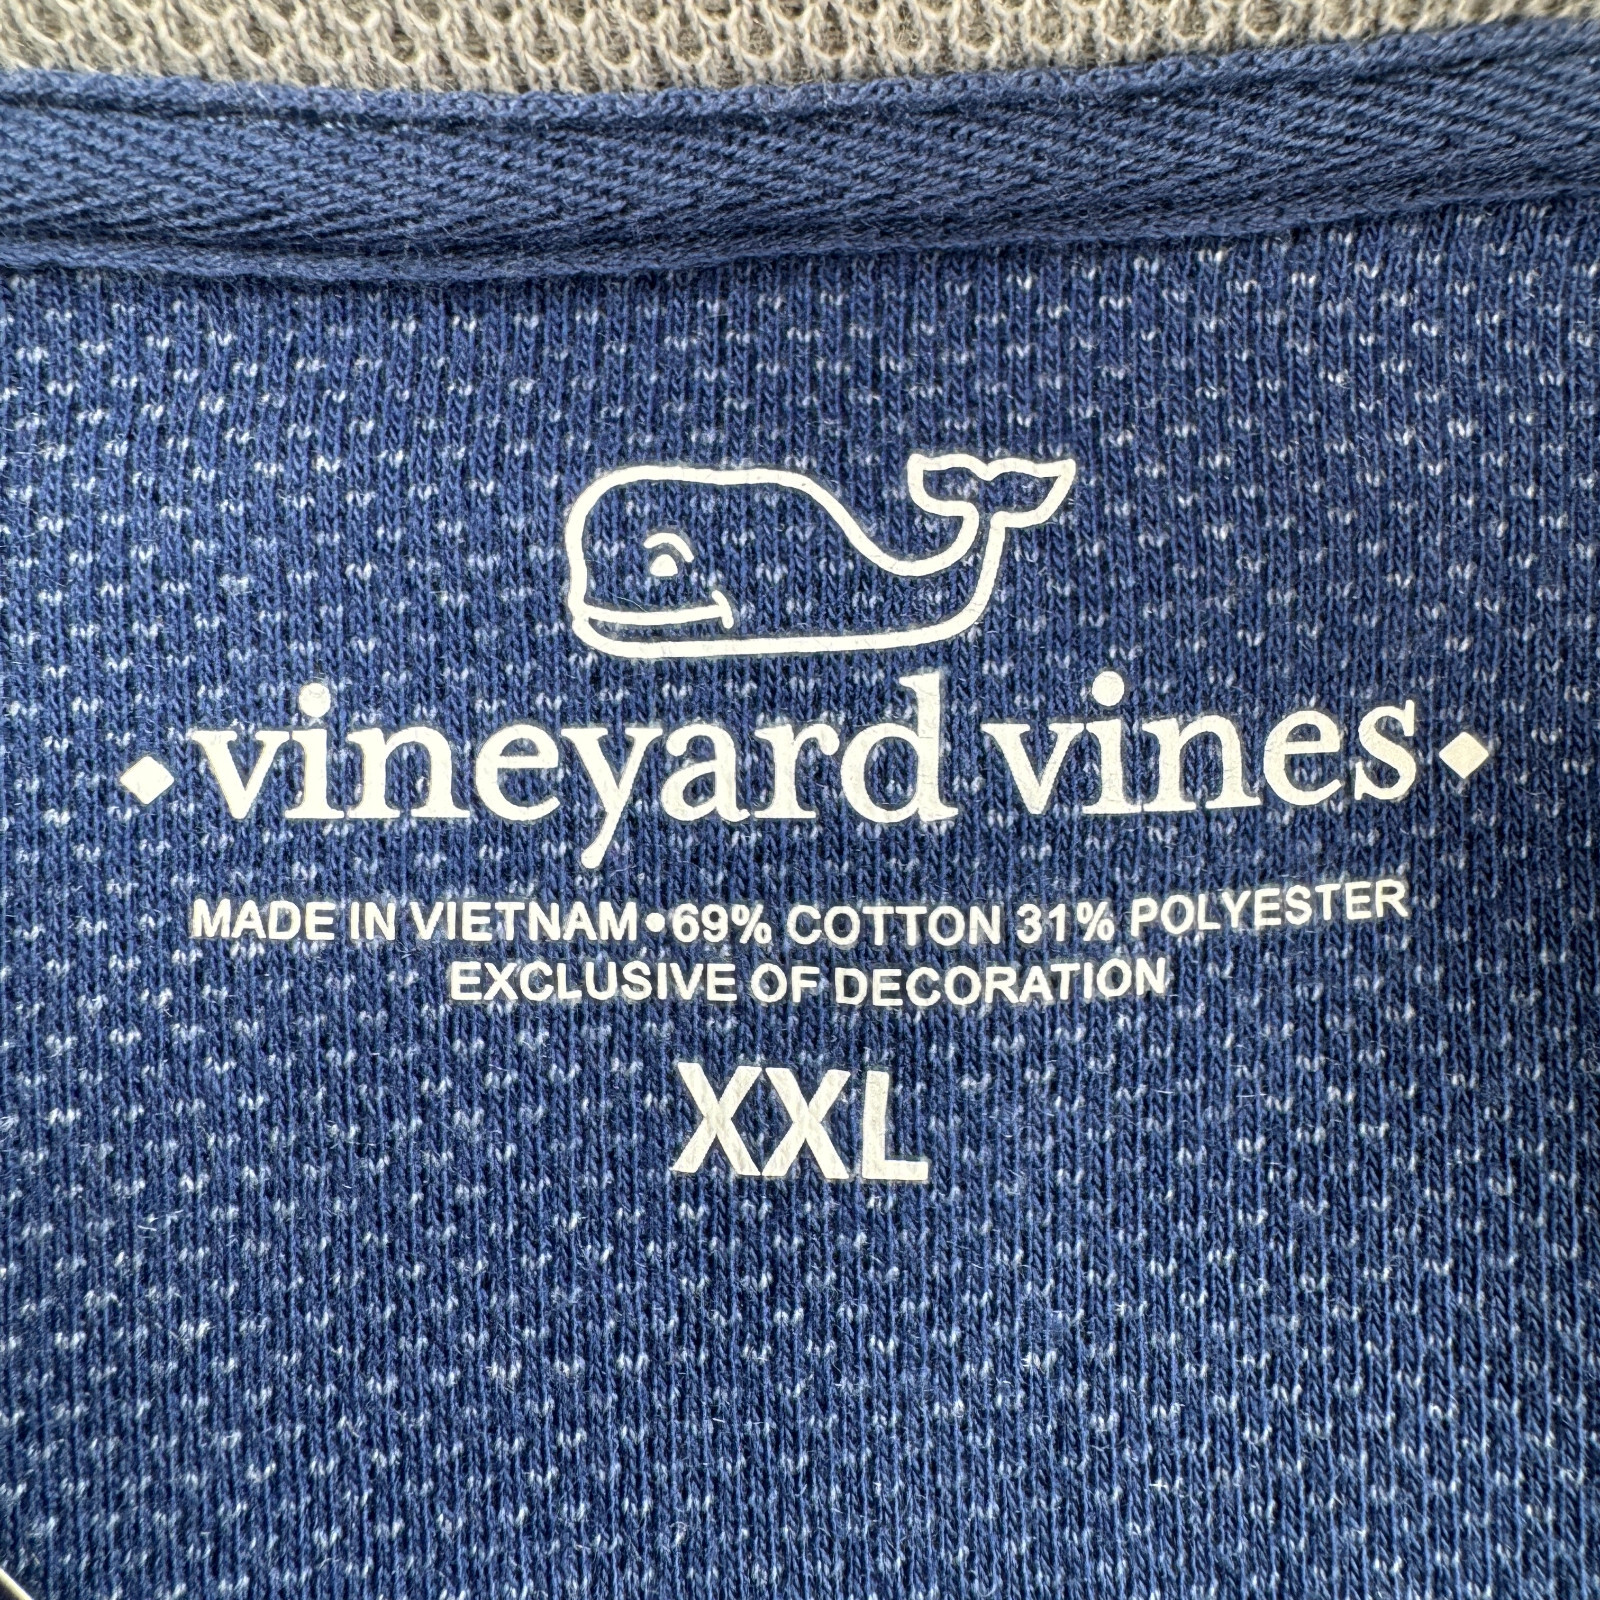 vineyard vines
MADE IN VIETNAM•69% COTTON 31% POLYESTER
EXCLUSIVE OF DECORATION
XXL